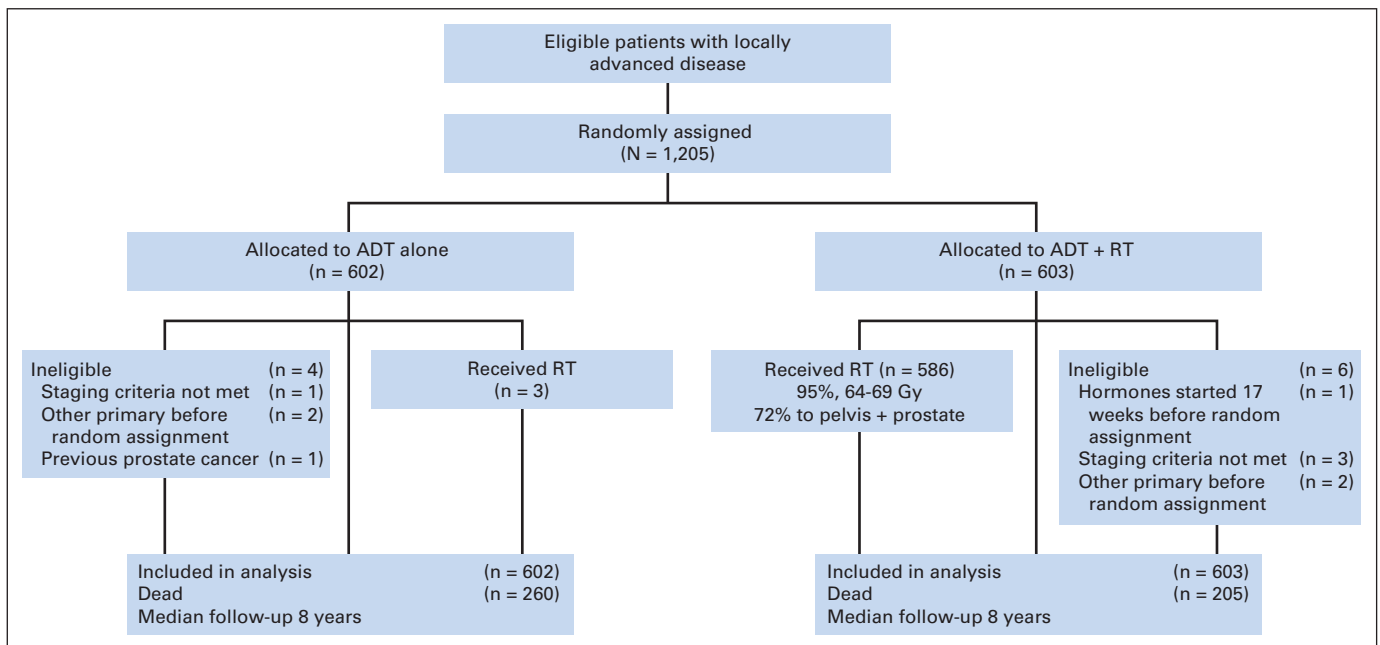 Eligible patients with locally
advanced disease
Randomly assigned
(N = 1,205)
Allocated to ADT alone
(n = 602)
Allocated to ADT + RT
(n = 603)
Ineligible (n = 4)
Staging criteria not met (n = 1)
Other primary before (n = 2)
random assignment
Previous prostate cancer (n = 1)
Received RT
(n = 3)
Received RT (n = 586)
95%, 64-69 Gy
72% to pelvis + prostate
Ineligible (n = 6)
Hormones started 17 (n = 1)
weeks before random
assignment
Staging criteria not met (n = 3)
Other primary before (n = 2)
random assignment
Included in analysis (n = 602)
Dead (n = 260)
Median follow-up 8 years
Included in analysis (n = 603)
Dead (n = 205)
Median follow-up 8 years